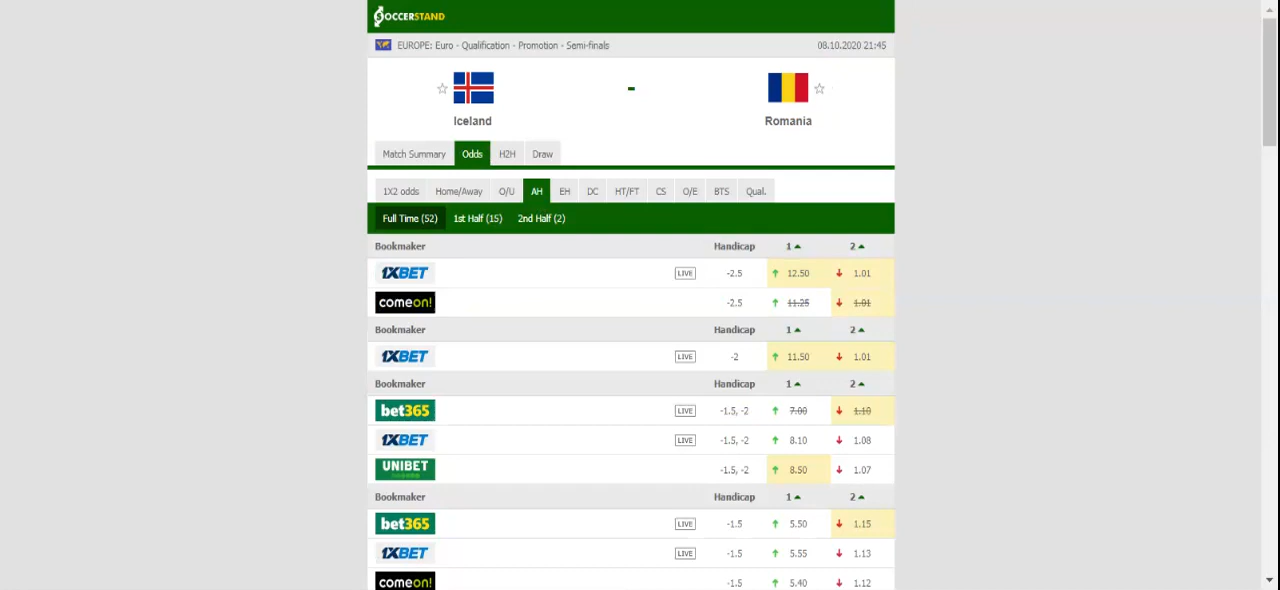 SOCCERSTAND
EUROPE: Euro - Qualification - Promotion - Semi-finals 08.10.2020 21:45
-
Iceland Romania
Match Summary Odds H2H Draw
1X2 odds Home/Away O/U AH EH DC HT/FT CS O/E BTS Qual.
Full Time (52) 1st Half (15) 2nd Half (2)
Bookmaker Handicap 1 2
1XBET LIVE -2.5 12.50 1.01
comeon! -2.5 11.25 1.01
Bookmaker Handicap 1 2
1XBET LIVE -2 11.50 1.01
Bookmaker Handicap 1 2
bet365 LIVE -1.5, -2 7.00 1.10
1XBET LIVE -1.5, -2 8.10 1.08
UNIBET -1.5, -2 8.50 1.07
Bookmaker Handicap 1 2
bet365 LIVE -1.5 5.50 1.15
1XBET LIVE -1.5 5.55 1.13
comeon! -1.5 5.40 1.12